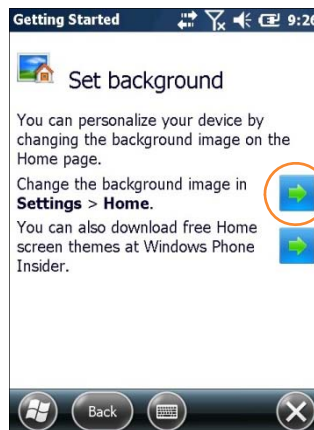 Getting Started 9:26
Set background
You can personalize your device by
changing the background image on the
Home page.
Change the background image in
Settings > Home.
You can also download free Home
screen themes at Windows Phone
Insider.
Back